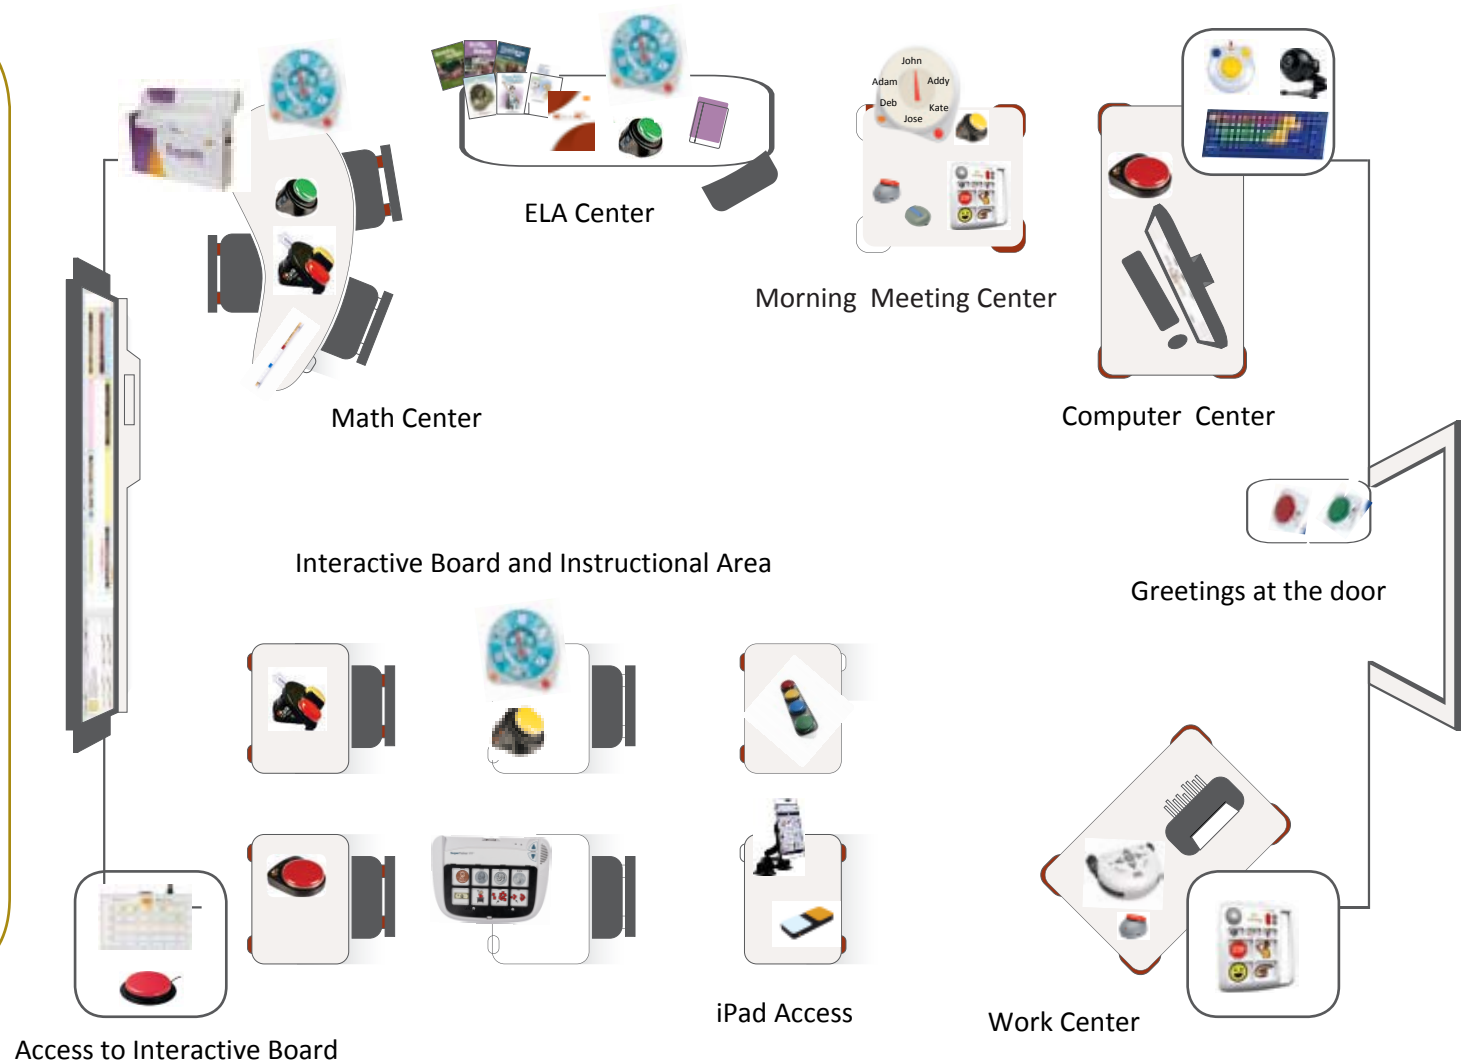 John
Adam
Addy
Deb
Kate
Jose
ELA Center
Morning  Meeting Center
Math Center
Computer  Center
Interactive Board and Instructional Area
Greetings at the door
iPad Access
Work Center
Access to Interactive Board